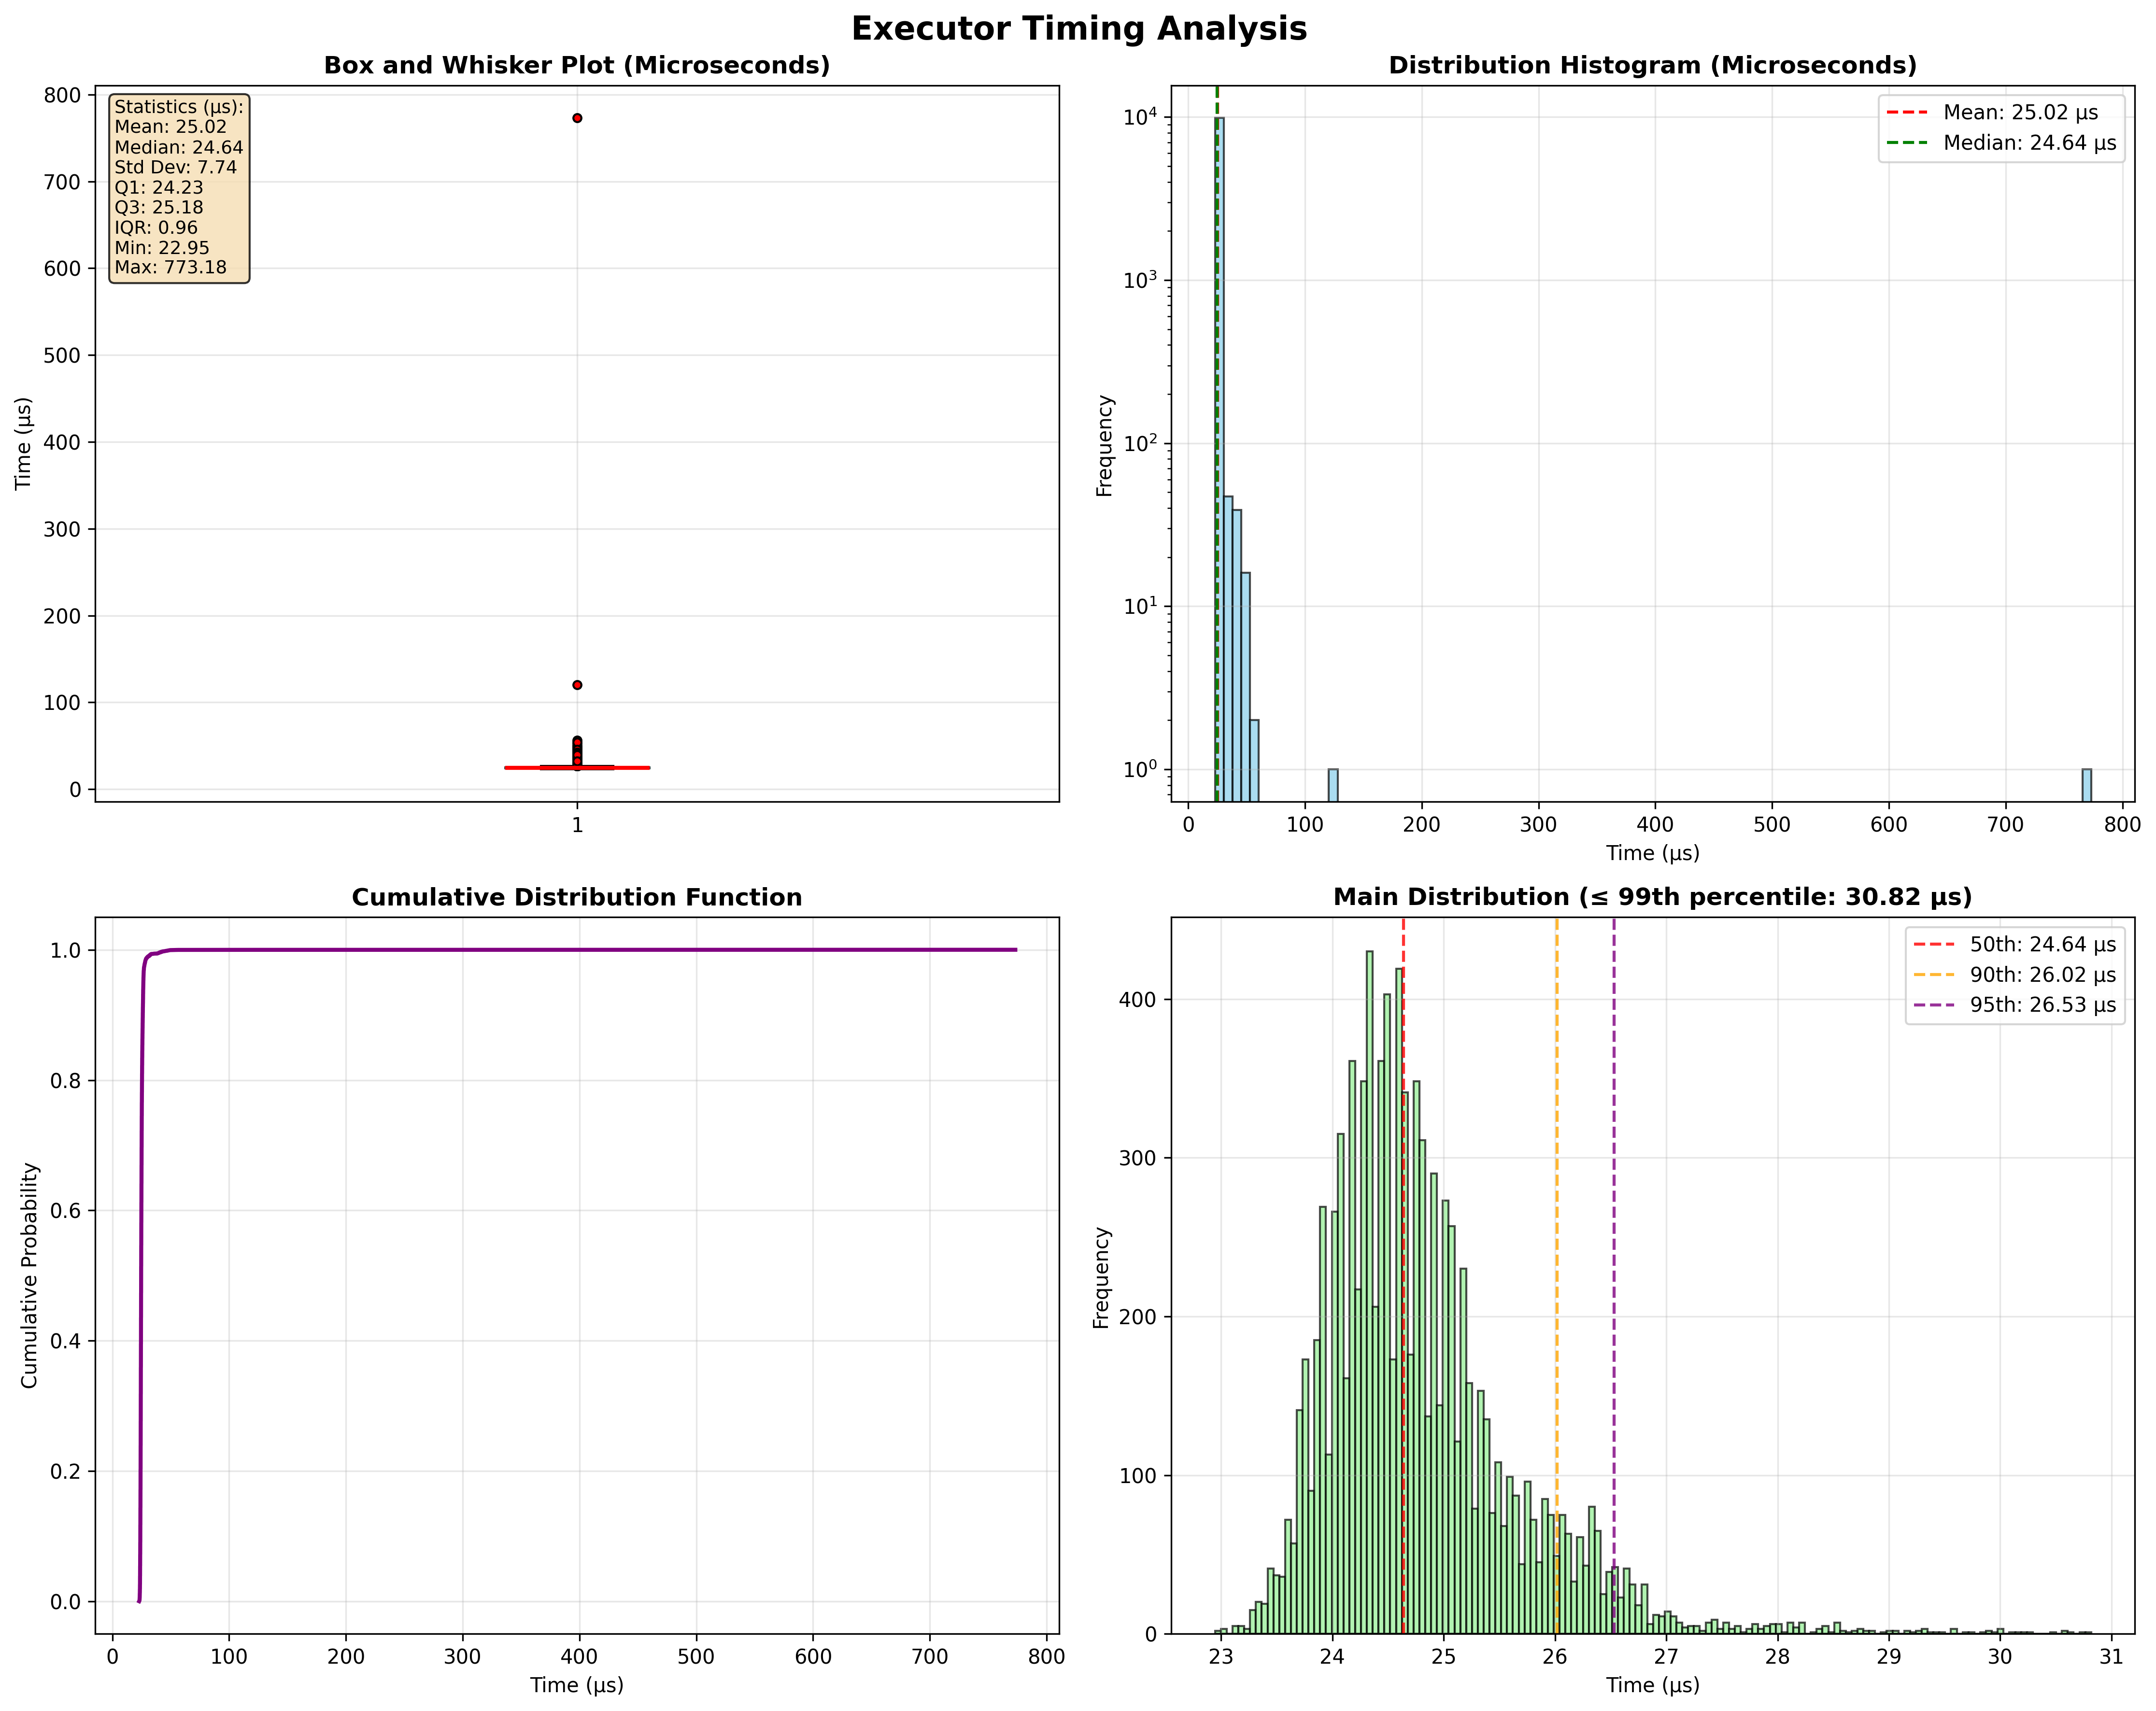 Executor Timing Analysis
Box and Whisker Plot (Microseconds)
800
700
600
500
400
300
200
100
0
Time (μs)
1
Statistics (μs):
Mean: 25.02
Median: 24.64
Std Dev: 7.74
Q1: 24.23
Q3: 25.18
IQR: 0.96
Min: 22.95
Max: 773.18
Distribution Histogram (Microseconds)
10⁴
10³
10²
10¹
10⁰
Frequency
Mean: 25.02 μs
Median: 24.64 μs
0 100 200 300 400 500 600 700 800
Time (μs)
Cumulative Distribution Function
1.0
0.8
0.6
0.4
0.2
0.0
Cumulative Probability
0 100 200 300 400 500 600 700 800
Time (μs)
Main Distribution (≤ 99th percentile: 30.82 μs)
400
300
200
100
0
Frequency
50th: 24.64 μs
90th: 26.02 μs
95th: 26.53 μs
23 24 25 26 27 28 29 30 31
Time (μs)